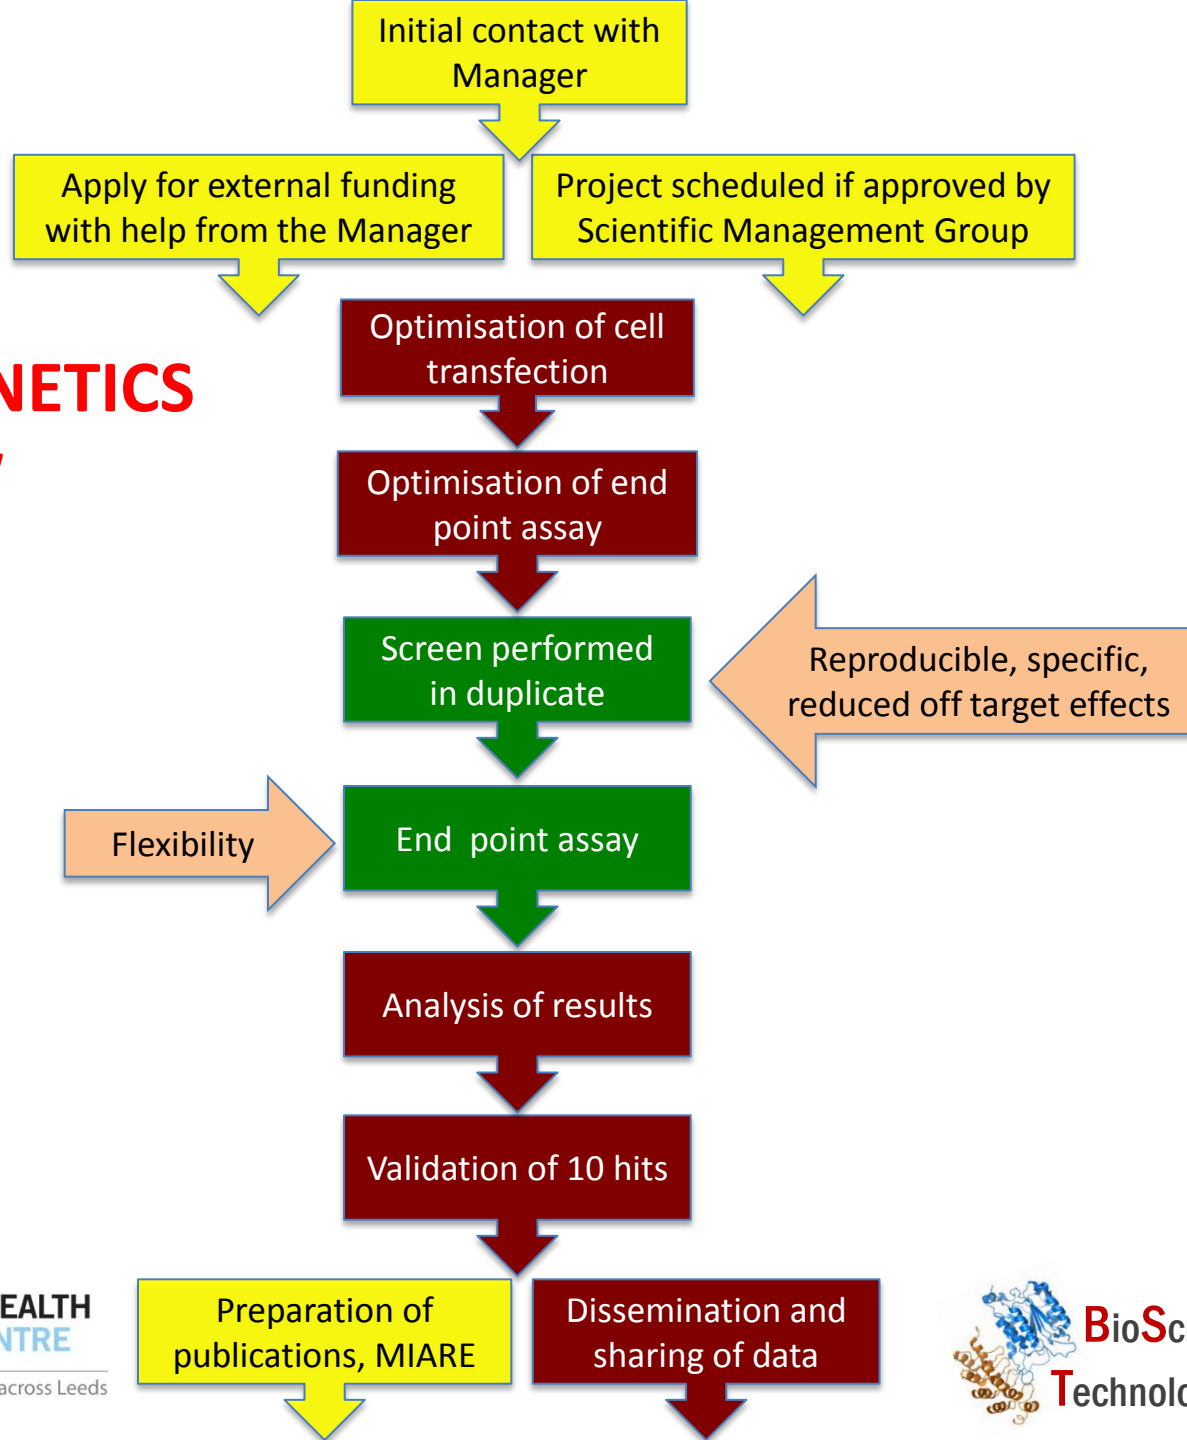 Initial contact with
Manager
Apply for external funding
with help from the Manager
Project scheduled if approved by
Scientific Management Group
Optimisation of cell
transfection
NETICS
Optimisation of end
point assay
Screen performed
in duplicate
Reproducible, specific,
reduced off target effects
Flexibility
End point assay
Analysis of results
Validation of 10 hits
Preparation of
publications, MIARE
Dissemination and
sharing of data
EALTH
NTRE
across Leeds
BioSc
Technolo